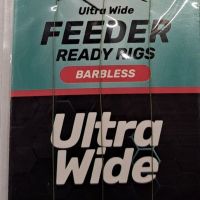 Ultra Wide
FEEDER
READY RIGS
BARBLESS
Ultra
Wide